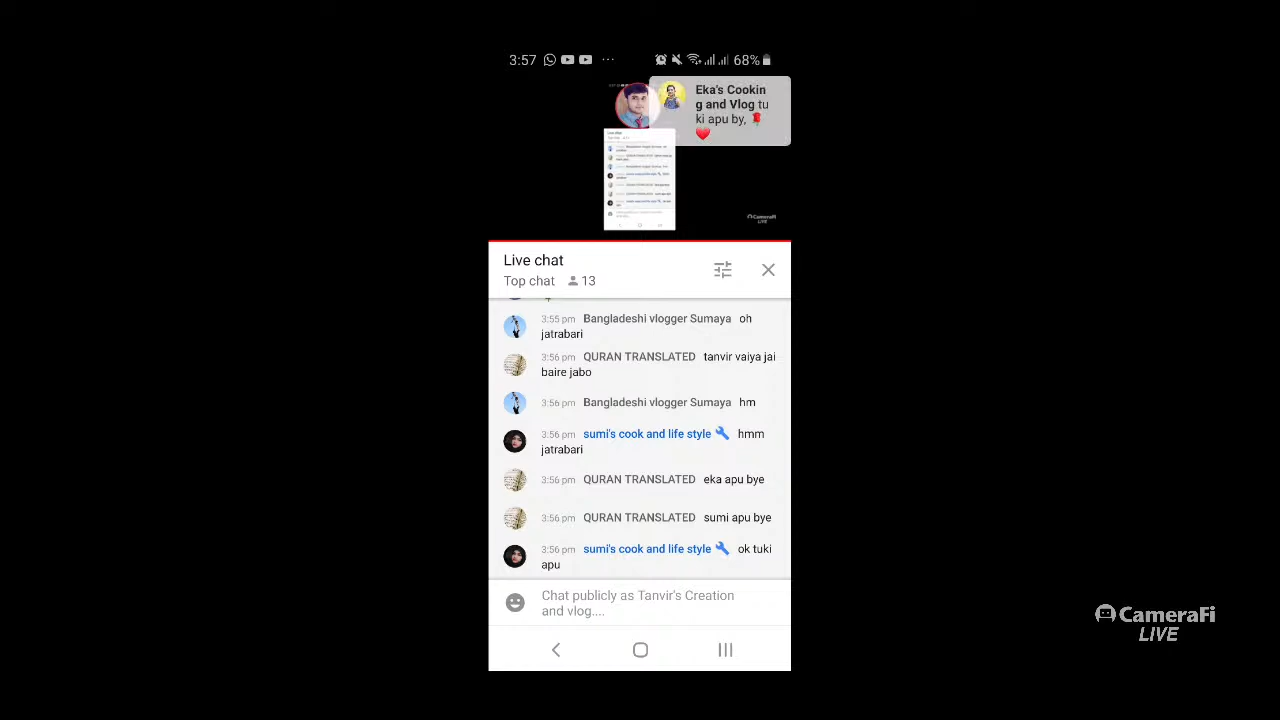 3:57 ... 68%
Eka's Cookin
g and Vlog tu
ki apu by,
Live chat
Top chat 13
3:55 pm Bangladeshi vlogger Sumaya oh
jatrabari
3:56 pm QURAN TRANSLATED tanvir vaiya jai
baire jabo
3:56 pm Bangladeshi vlogger Sumaya hm
3:56 pm sumi's cook and life style hmm
jatrabari
3:56 pm QURAN TRANSLATED eka apu bye
3:56 pm QURAN TRANSLATED sumi apu bye
3:56 pm sumi's cook and life style ok tuki
apu
Chat publicly as Tanvir's Creation
and vlog....
CameraFi
LIVE
CameraFi
LIVE